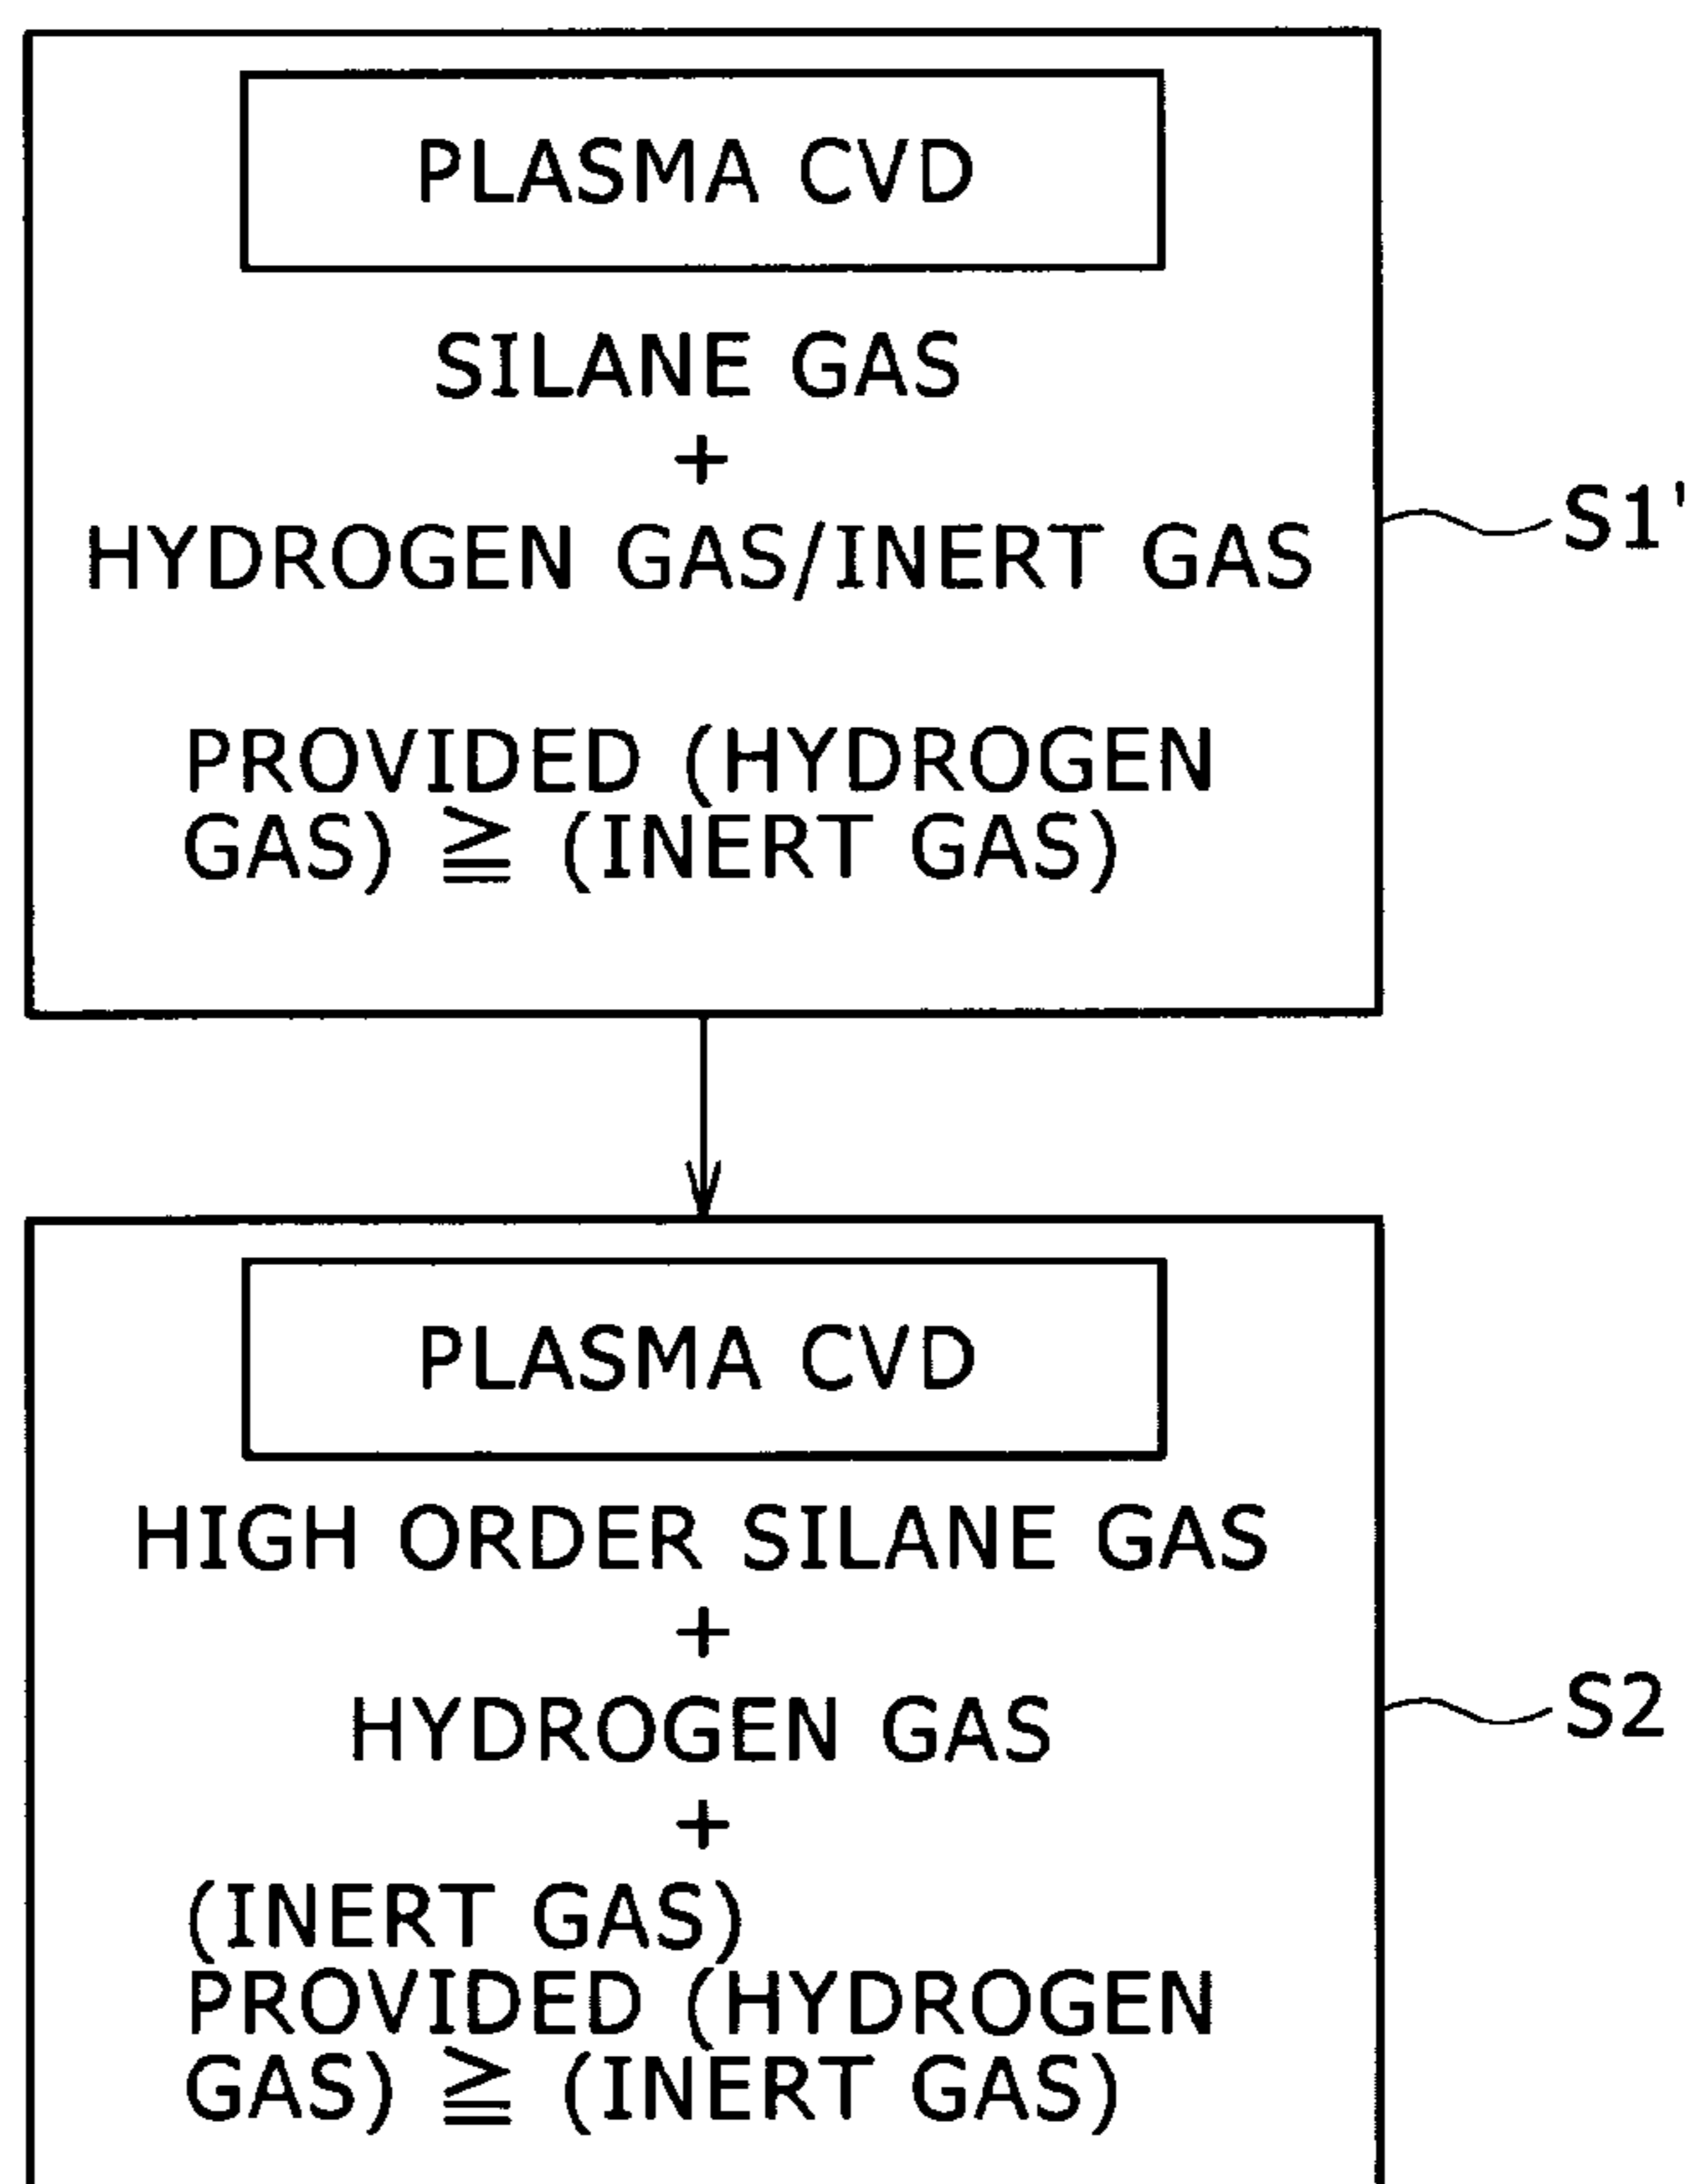 PLASMA CVD
SILANE GAS
+
HYDROGEN GAS/INERT GAS
PROVIDED (HYDROGEN
GAS) ≧ (INERT GAS)
S1'
PLASMA CVD
HIGH ORDER SILANE GAS
+
HYDROGEN GAS
+
(INERT GAS)
PROVIDED (HYDROGEN
GAS) ≧ (INERT GAS)
S2